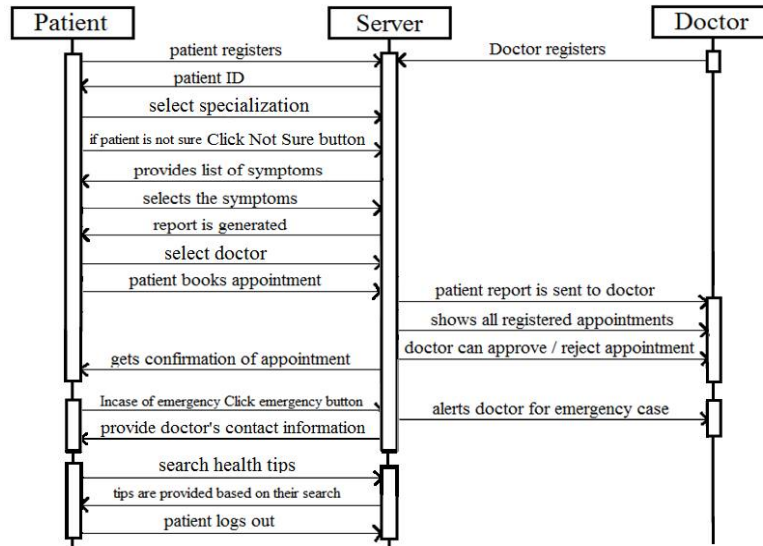 Patient
Server
Doctor
patient registers
Doctor registers
patient ID
select specialization
if patient is not sure Click Not Sure button
provides list of symptoms
selects the symptoms
report is generated
select doctor
patient books appointment
patient report is sent to doctor
shows all registered appointments
doctor can approve / reject appointment
gets confirmation of appointment
Incase of emergency Click emergency button
alerts doctor for emergency case
provide doctor's contact information
search health tips
tips are provided based on their search
patient logs out